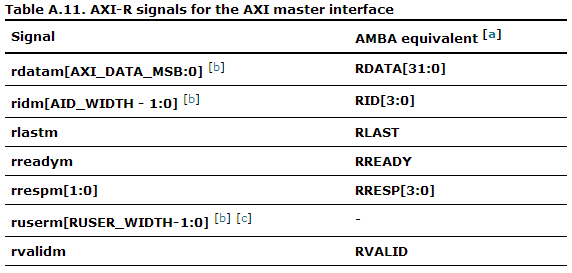 Table A.11. AXI-R signals for the AXI master interface
Signal AMBA equivalent [a]
rdatam[AXI_DATA_MSB:0] [b] RDATA[31:0]
ridm[AID_WIDTH - 1:0] [b] RID[3:0]
rlastm RLAST
rreadym RREADY
rrespm[1:0] RRESP[3:0]
ruserm[RUSER_WIDTH-1:0] [b] [c] -
rvalidm RVALID